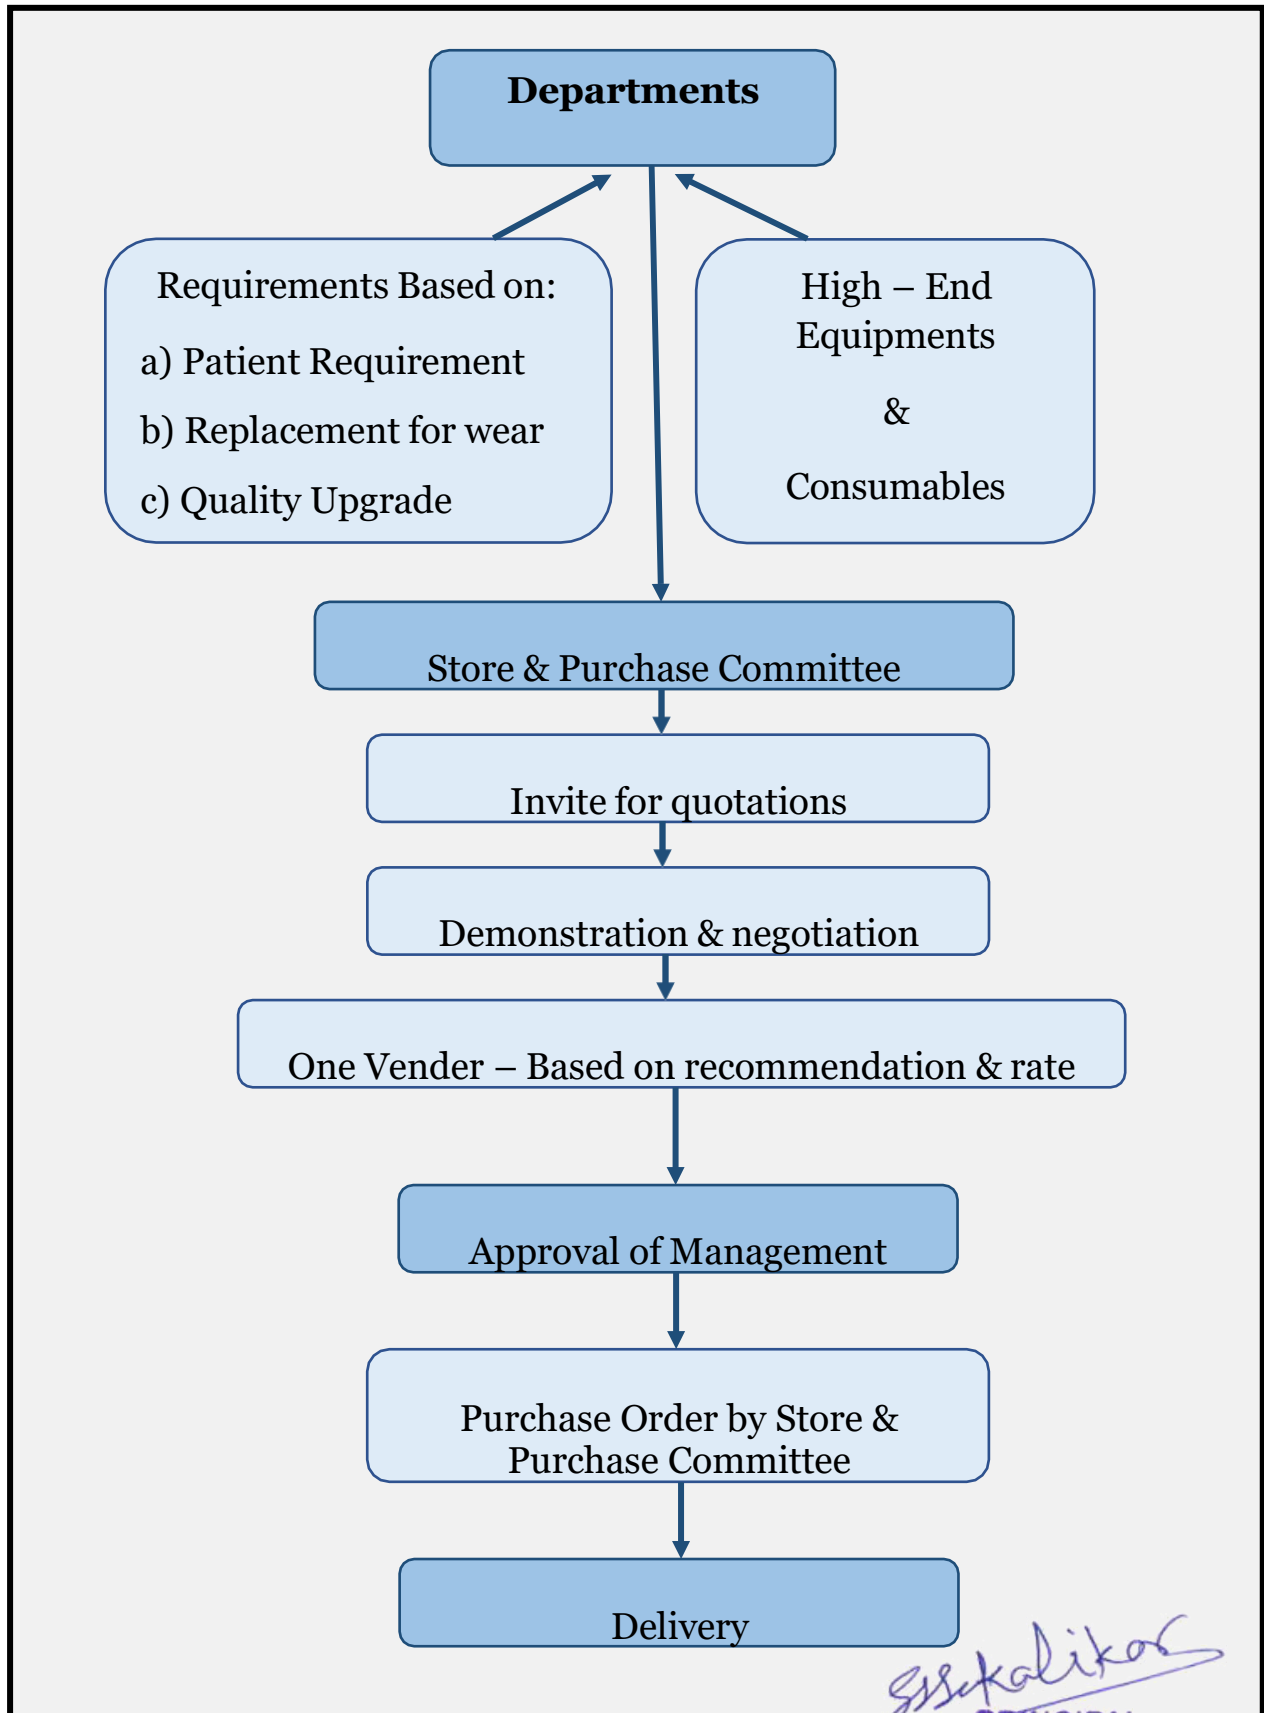 Departments
Requirements Based on:
a) Patient Requirement
b) Replacement for wear
c) Quality Upgrade
High – End
Equipments
&
Consumables
Store & Purchase Committee
Invite for quotations
Demonstration & negotiation
One Vender – Based on recommendation & rate
Approval of Management
Purchase Order by Store &
Purchase Committee
Delivery